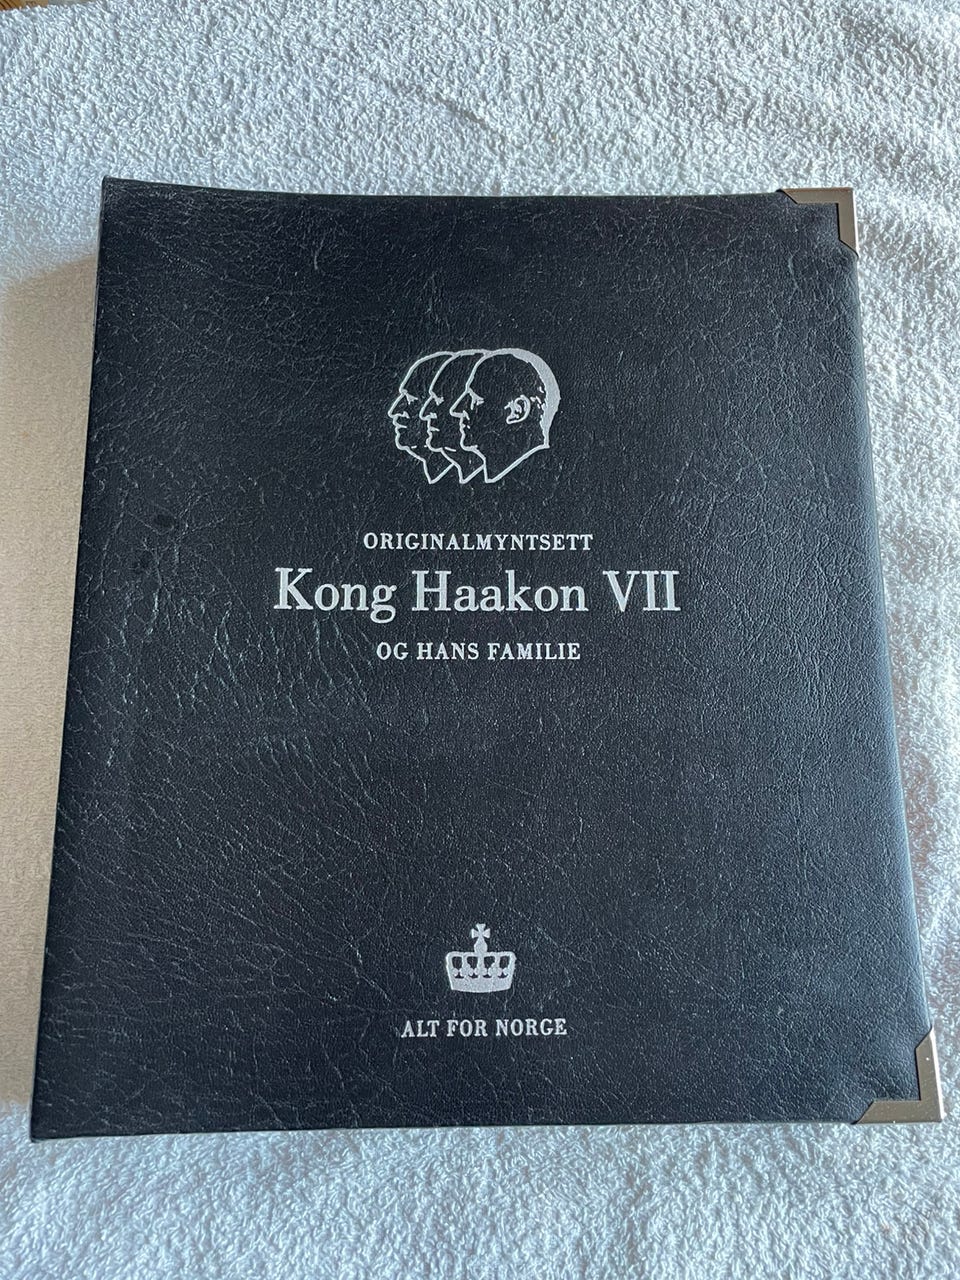 ORIGINALMYNTSETT
Kong Haakon VII
OG HANS FAMILIE
ALT FOR NORGE